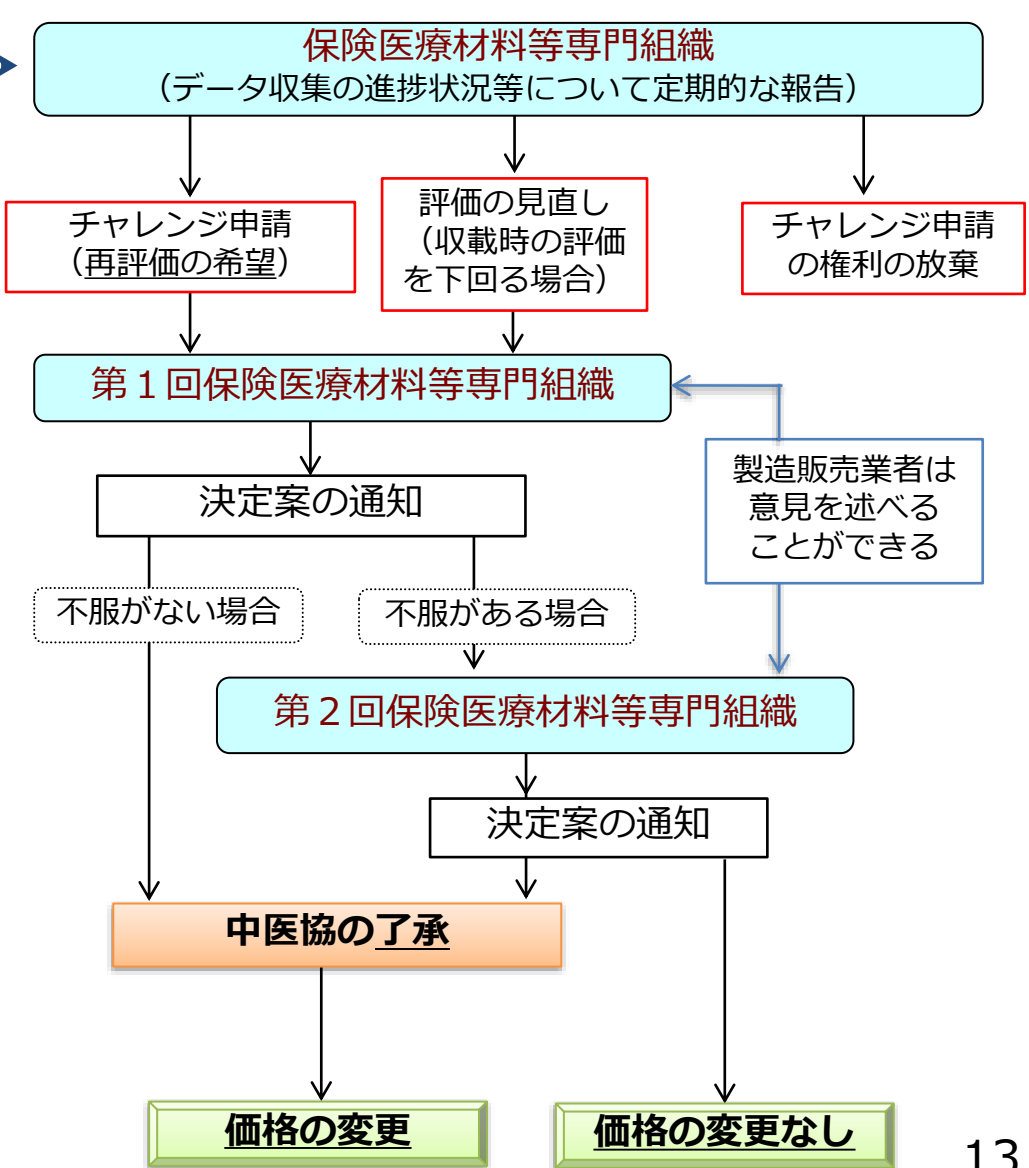 保険医療材料等専門組織
（データ収集の進捗状況等について定期的な報告）
チャレンジ申請
（再評価の希望）
評価の見直し
（収載時の評価
を下回る場合）
チャレンジ申請
の権利の放棄
第１回保険医療材料等専門組織
決定案の通知
製造販売業者は
意見を述べる
ことができる
不服がない場合
不服がある場合
第２回保険医療材料等専門組織
決定案の通知
中医協の了承
価格の変更
価格の変更なし
13